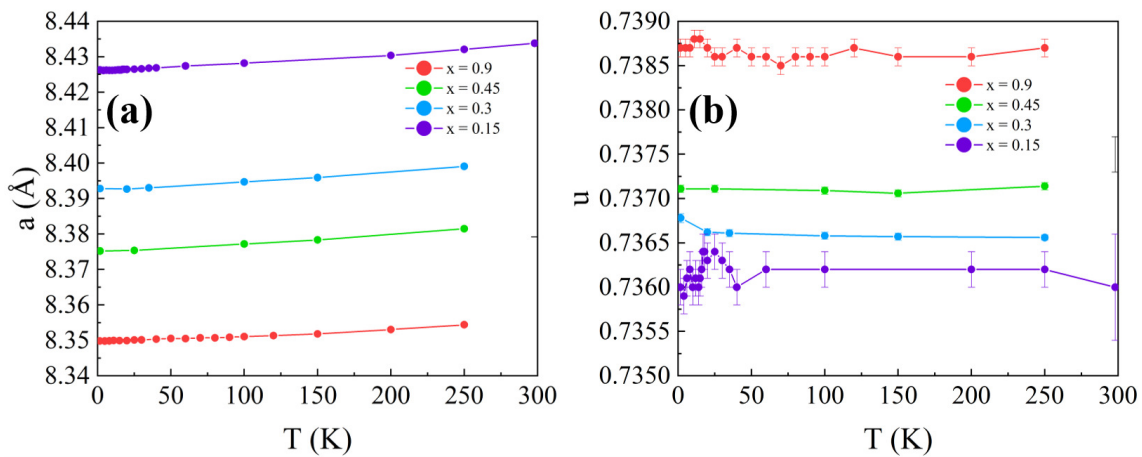 (a)
a (Å)
8.44
8.43
8.42
8.41
8.40
8.39
8.38
8.37
8.36
8.35
8.34
x = 0.9
x = 0.45
x = 0.3
x = 0.15
0 50 100 150 200 250 300
T (K)
(b)
u
0.7390
0.7385
0.7380
0.7375
0.7370
0.7365
0.7360
0.7355
0.7350
x = 0.9
x = 0.45
x = 0.3
x = 0.15
0 50 100 150 200 250 300
T (K)